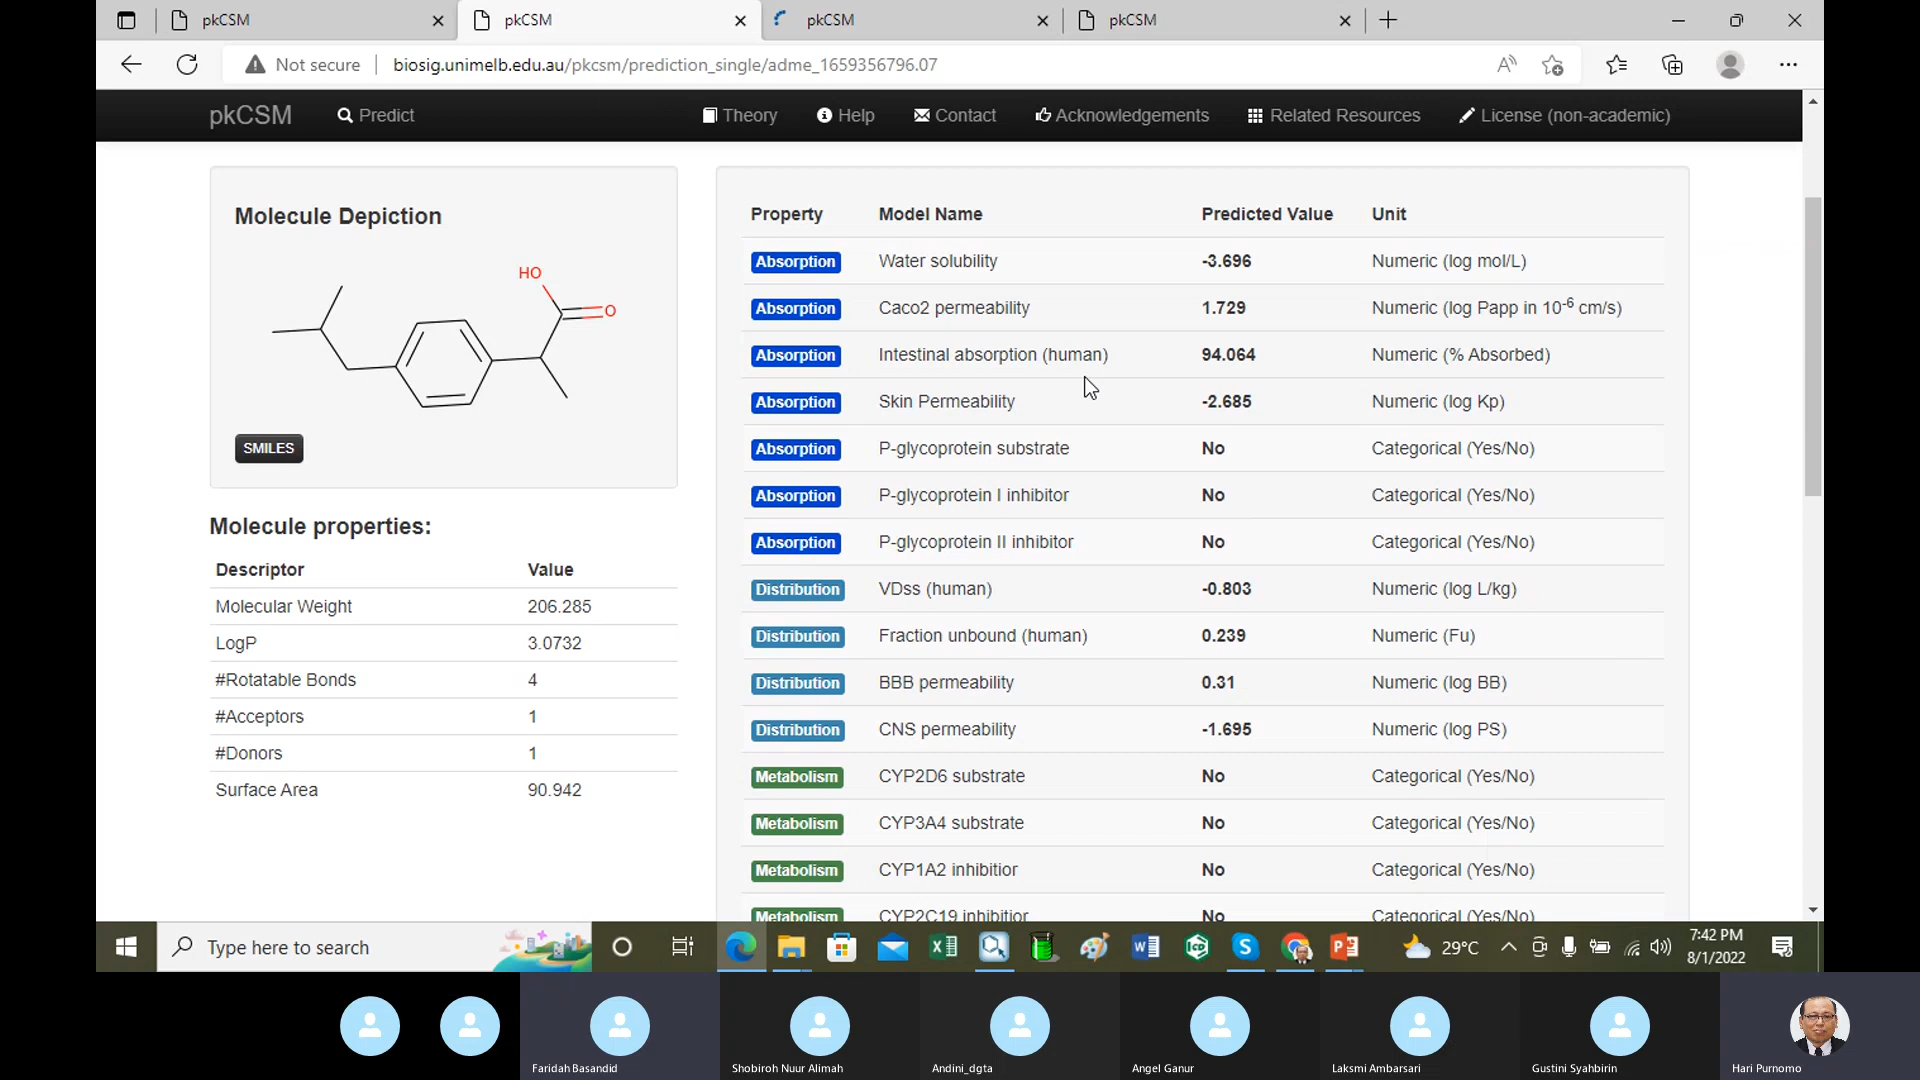 pkCSM
pkCSM
pkCSM
pkCSM
Not secure
biosig.unimelb.edu.au/pkcsm/prediction_single/adme_1659356796.07
pkCSM
Predict
Theory
Help
Contact
Acknowledgements
Related Resources
License (non-academic)
Molecule Depiction
HO
O
SMILES
Molecule properties:
Descriptor Value
Molecular Weight 206.285
LogP 3.0732
#Rotatable Bonds 4
#Acceptors 1
#Donors 1
Surface Area 90.942
Property Model Name Predicted Value Unit
Absorption Water solubility -3.696 Numeric (log mol/L)
Absorption Caco2 permeability 1.729 Numeric (log Papp in 10-6 cm/s)
Absorption Intestinal absorption (human) 94.064 Numeric (% Absorbed)
Absorption Skin Permeability -2.685 Numeric (log Kp)
Absorption P-glycoprotein substrate No Categorical (Yes/No)
Absorption P-glycoprotein I inhibitor No Categorical (Yes/No)
Absorption P-glycoprotein II inhibitor No Categorical (Yes/No)
Distribution VDss (human) -0.803 Numeric (log L/kg)
Distribution Fraction unbound (human) 0.239 Numeric (Fu)
Distribution BBB permeability 0.31 Numeric (log BB)
Distribution CNS permeability -1.695 Numeric (log PS)
Metabolism CYP2D6 substrate No Categorical (Yes/No)
Metabolism CYP3A4 substrate No Categorical (Yes/No)
Metabolism CYP1A2 inhibitior No Categorical (Yes/No)
Metabolism CYP2C19 inhibitior No Categorical (Yes/No)
Type here to search
29°C
7:42 PM
8/1/2022
Faridah Basandid
Shobiroh Nuur Alimah
Andini_dgta
Angel Ganur
Laksmi Ambarsari
Gustini Syahbirin
Hari Purnomo